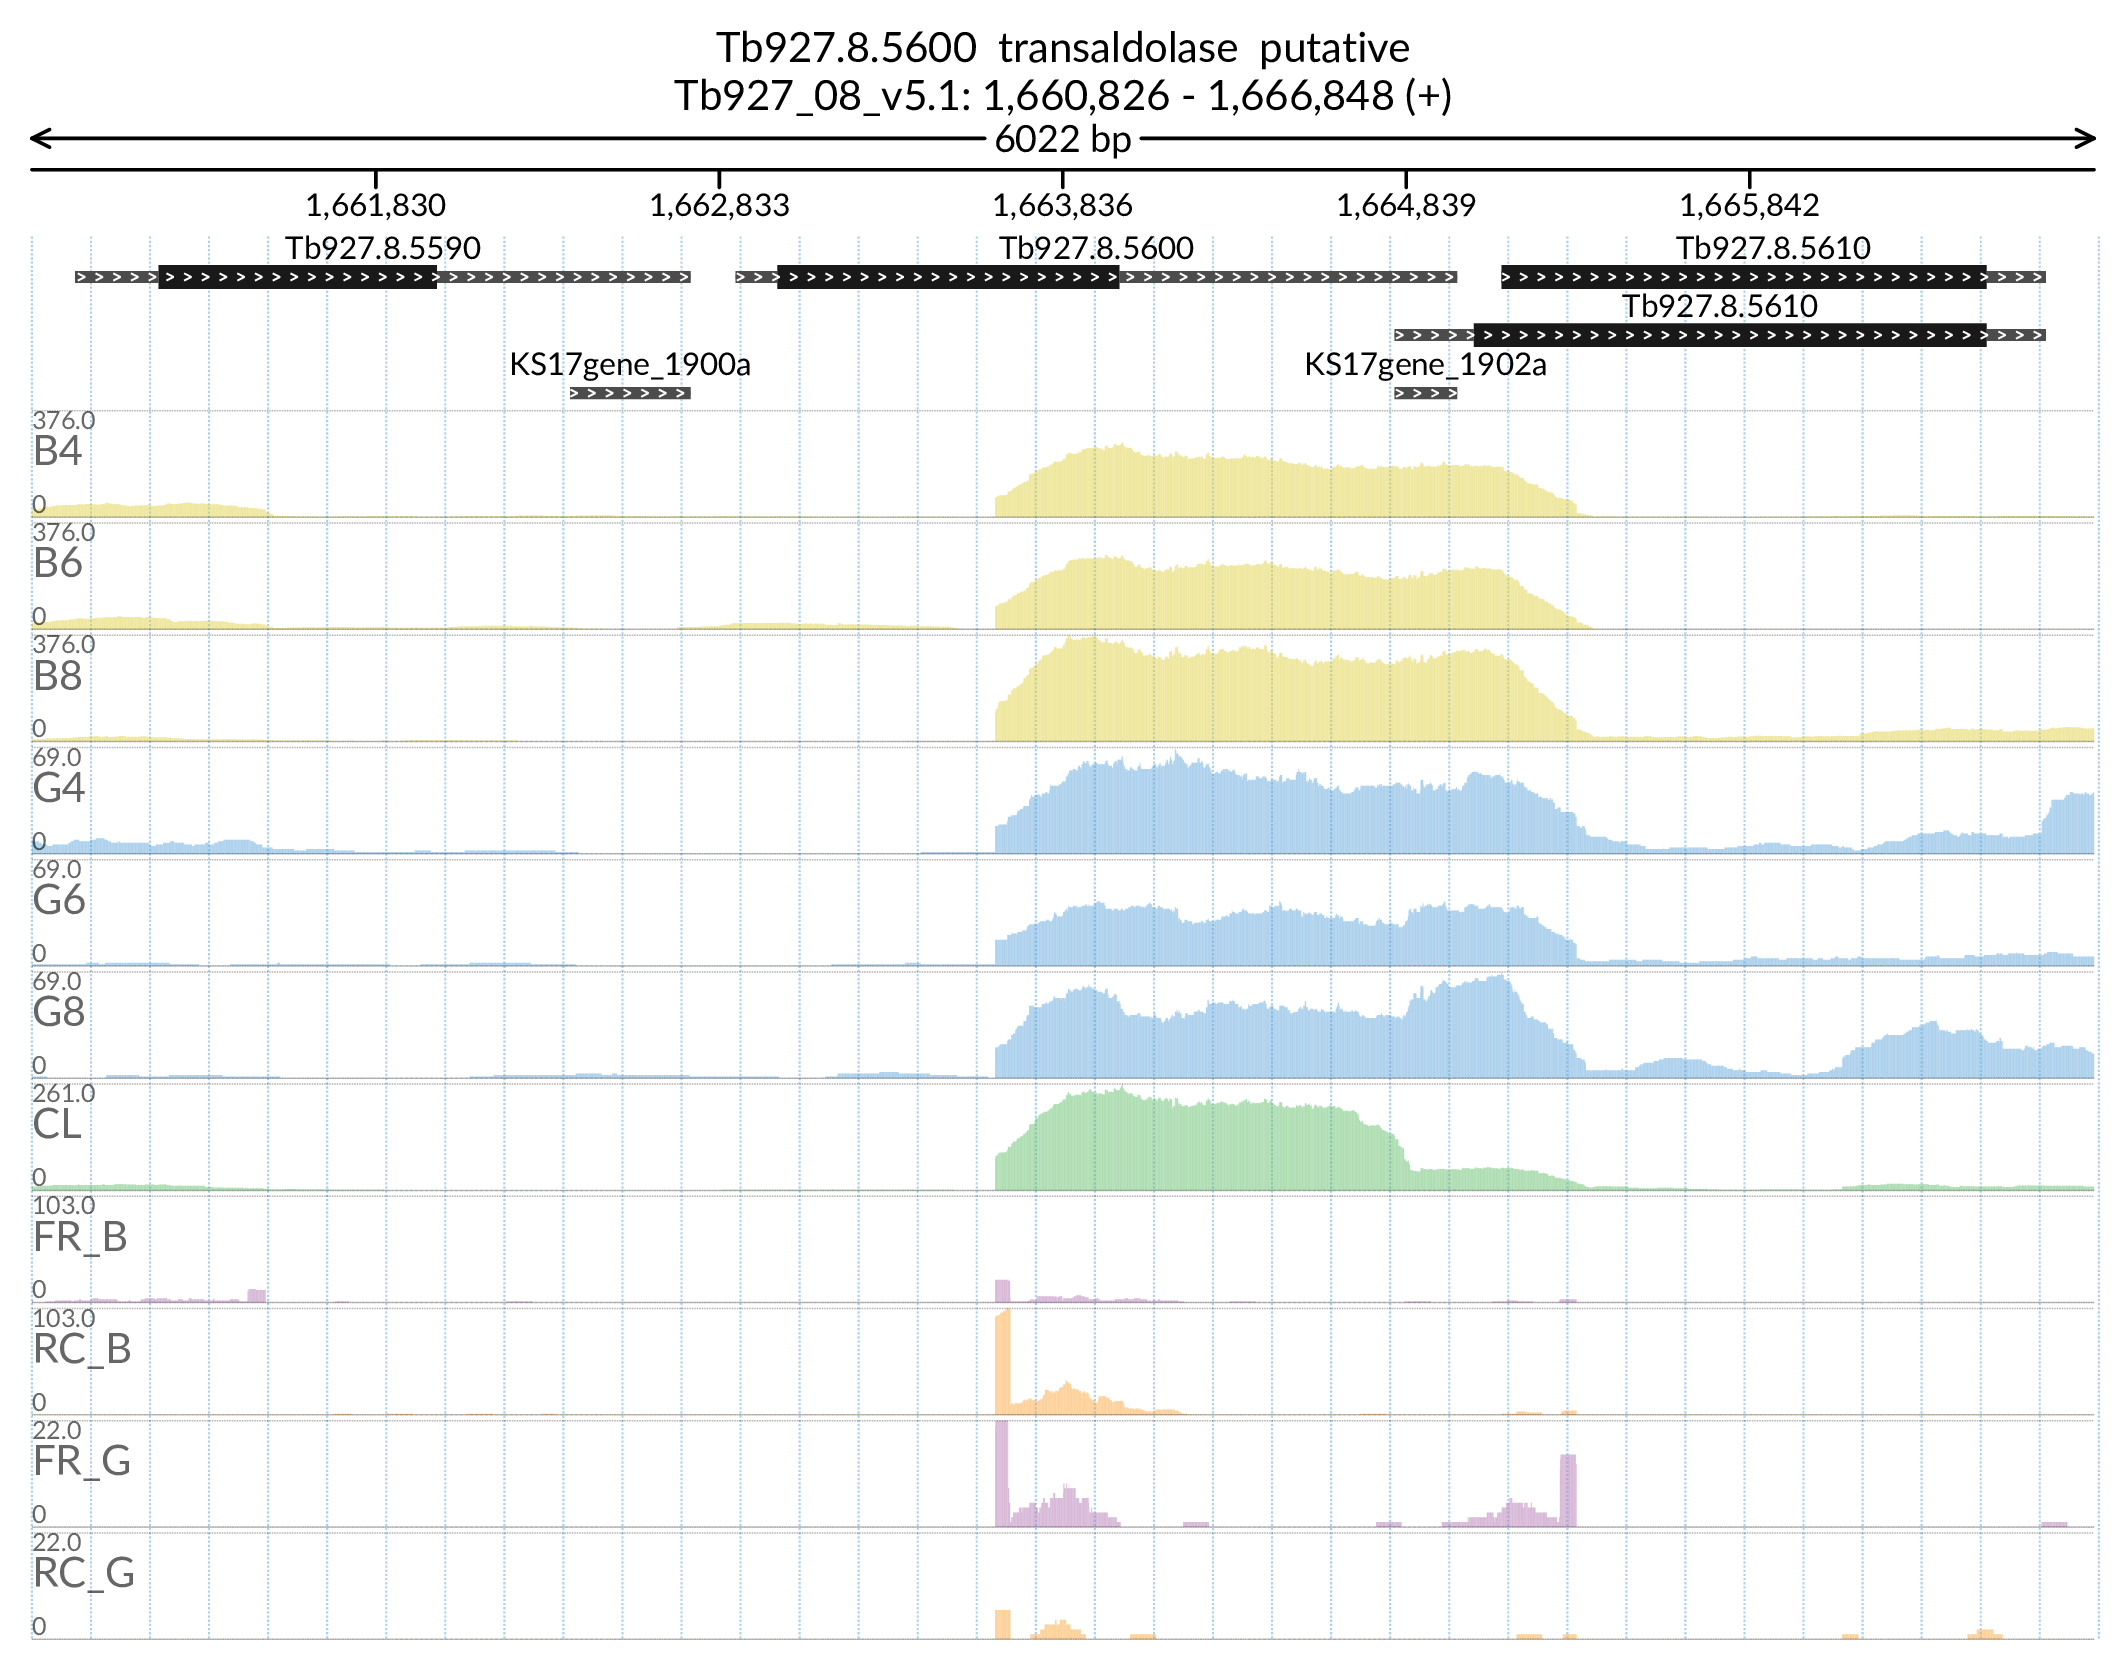 Tb927.8.5600 transaldolase putative
Tb927_08_v5.1: 1,660,826 - 1,666,848 (+)
6022 bp
1,661,830 1,662,833 1,663,836 1,664,839 1,665,842
Tb927.8.5590 Tb927.8.5600 Tb927.8.5610
Tb927.8.5610
KS17gene_1900a KS17gene_1902a
376.0
B4
0
376.0
B6
0
376.0
B8
0
69.0
G4
0
69.0
G6
0
69.0
G8
0
261.0
CL
0
103.0
FR_B
0
103.0
RC_B
0
22.0
FR_G
0
22.0
RC_G
0